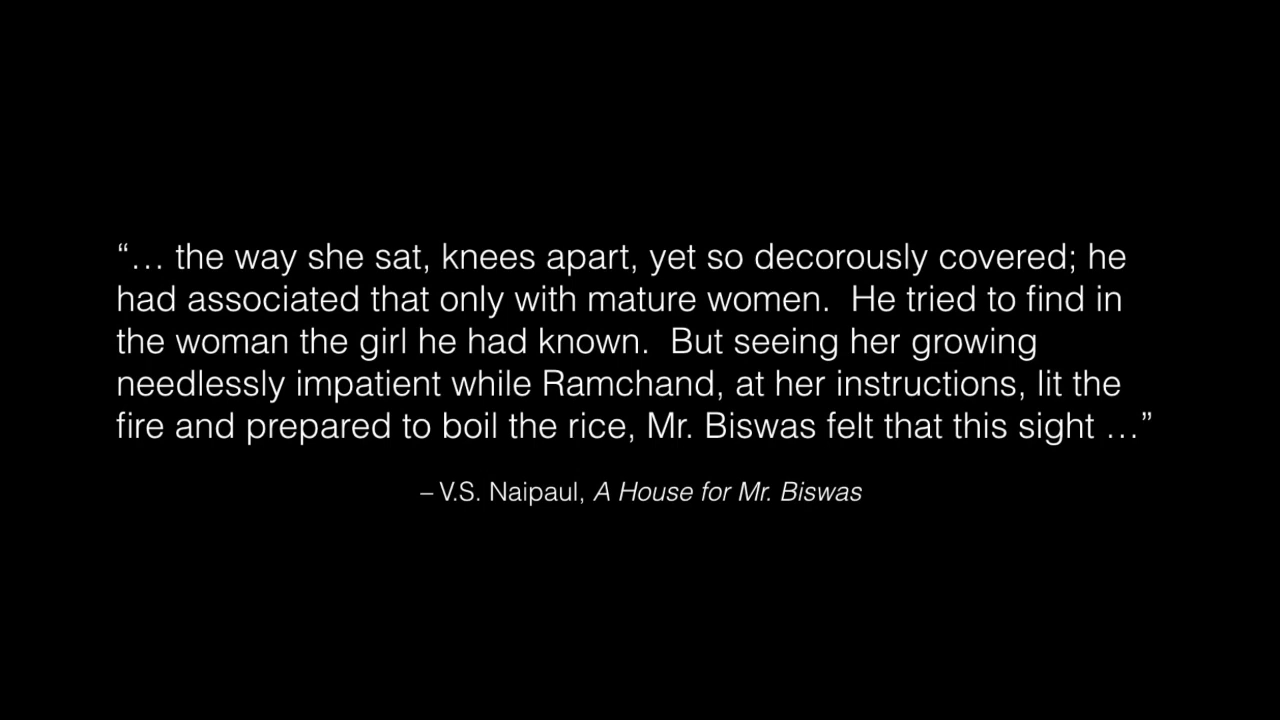 “… the way she sat, knees apart, yet so decorously covered; he
had associated that only with mature women.  He tried to find in
the woman the girl he had known.  But seeing her growing
needlessly impatient while Ramchand, at her instructions, lit the
fire and prepared to boil the rice, Mr. Biswas felt that this sight …”
– V.S. Naipaul, A House for Mr. Biswas